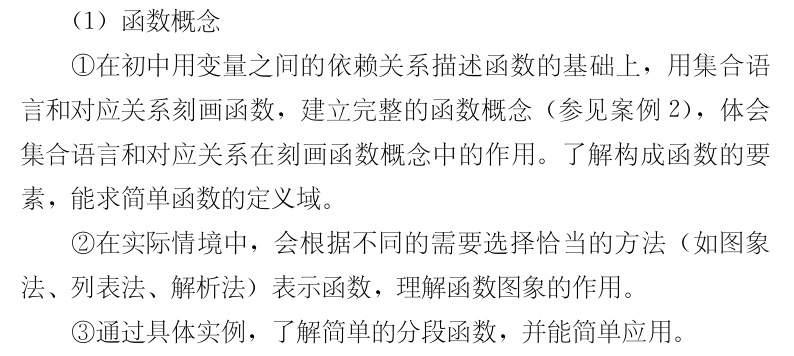 （1）函数概念
①在初中用变量之间的依赖关系描述函数的基础上，用集合语
言和对应关系刻画函数，建立完整的函数概念（参见案例 2），体会
集合语言和对应关系在刻画函数概念中的作用。了解构成函数的要
素，能求简单函数的定义域。
②在实际情境中，会根据不同的需要选择恰当的方法（如图象
法、列表法、解析法）表示函数，理解函数图象的作用。
③通过具体实例，了解简单的分段函数，并能简单应用。